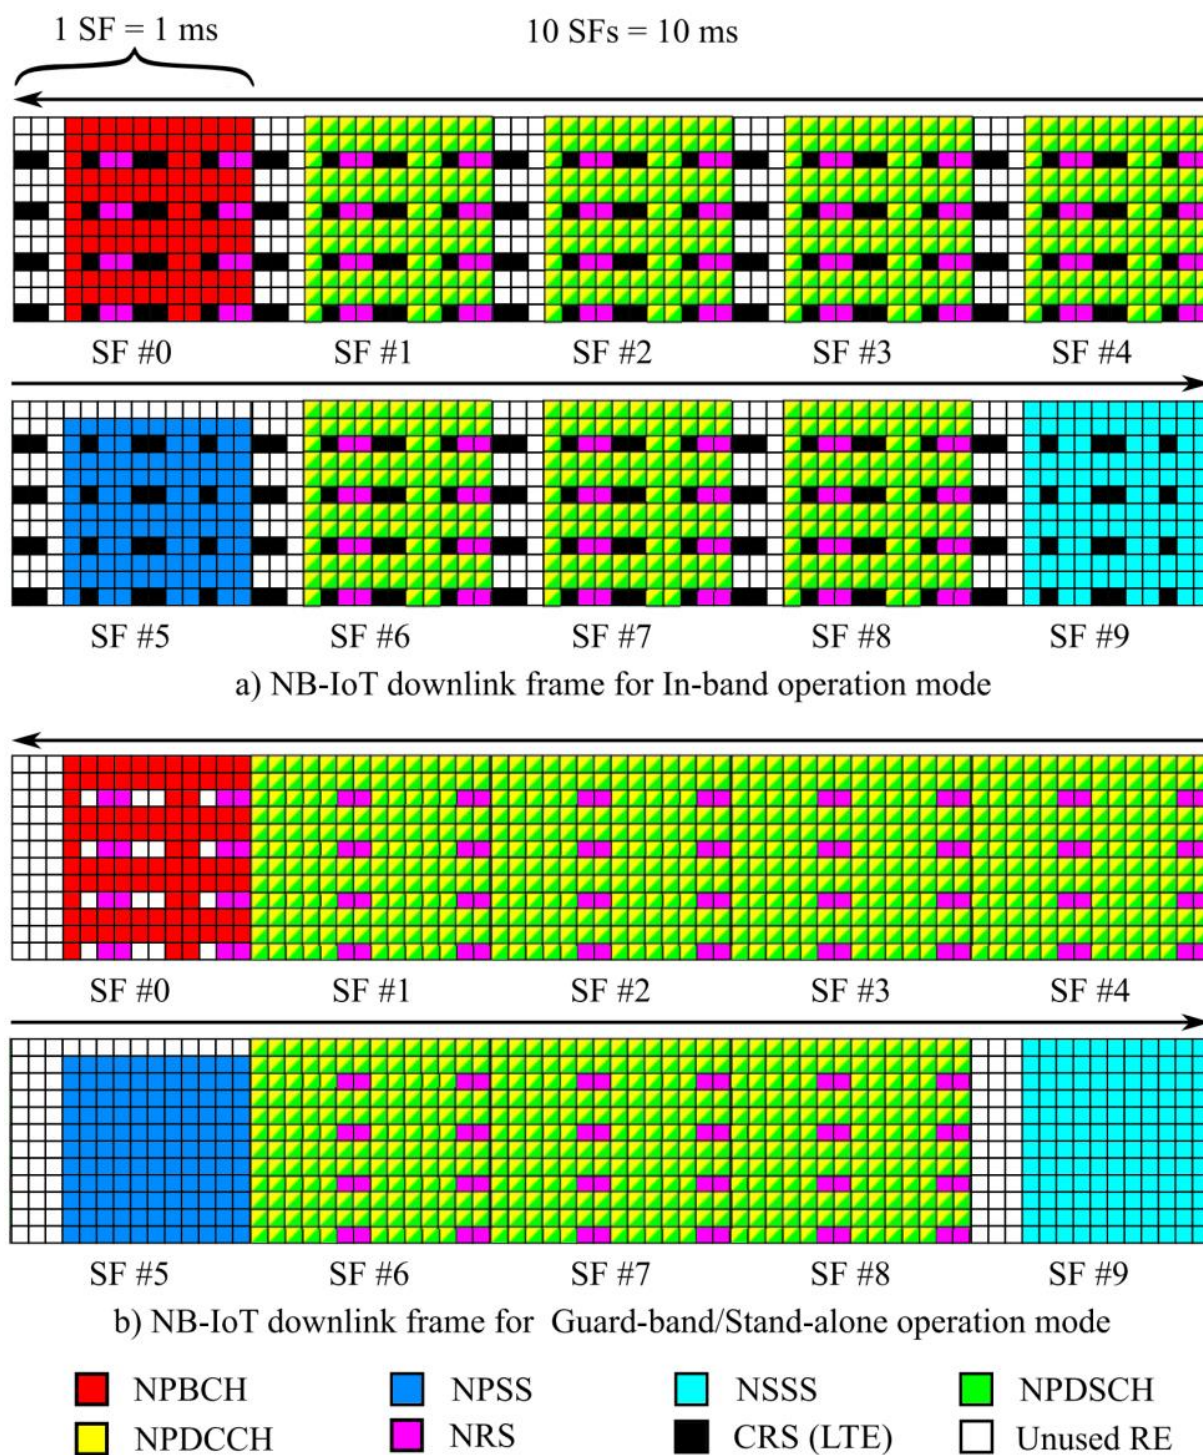 1 SF = 1 ms 10 SFs = 10 ms
SF #0 SF #1 SF #2 SF #3 SF #4
SF #5 SF #6 SF #7 SF #8 SF #9
a) NB-IoT downlink frame for In-band operation mode
SF #0 SF #1 SF #2 SF #3 SF #4
SF #5 SF #6 SF #7 SF #8 SF #9
b) NB-IoT downlink frame for Guard-band/Stand-alone operation mode
NPBCH NPSS NSSS NPDSCH
NPDCCH NRS CRS (LTE) Unused RE